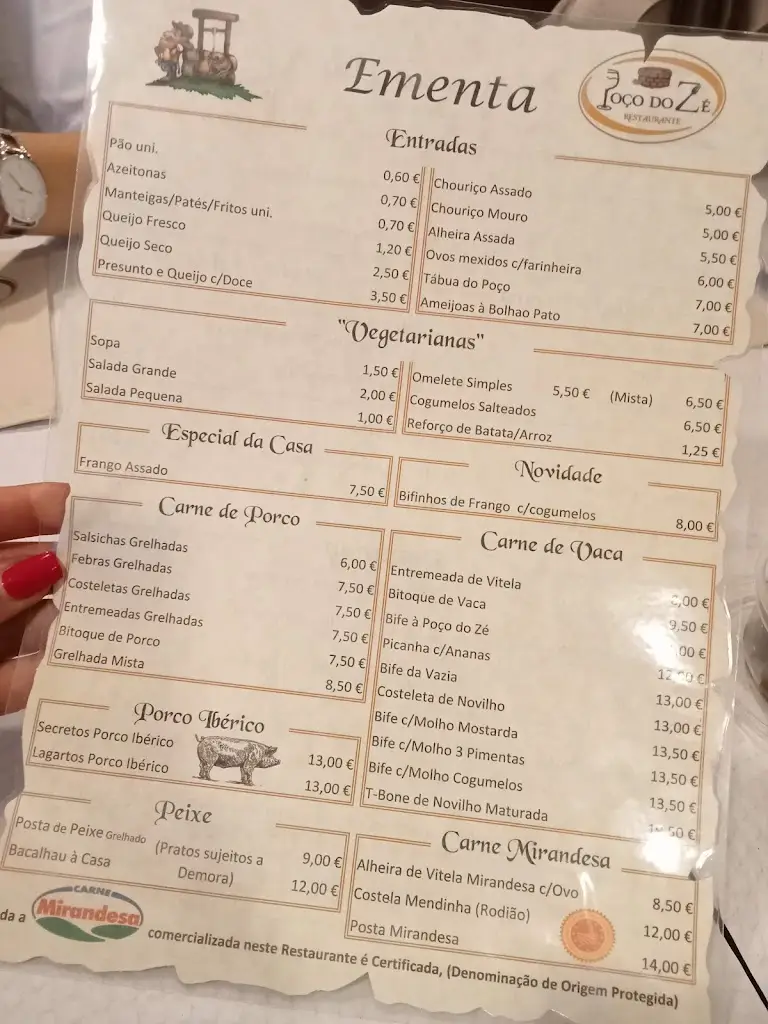 Ementa
Poço do Zé
RESTAURANTE
Entradas
Pão uni. 0,60 €
Azeitonas 0,70 €
Manteigas/Patés/Fritos uni. 0,70 €
Queijo Fresco 1,20 €
Queijo Seco 2,50 €
Presunto e Queijo c/Doce 3,50 €
Chouriço Assado 5,00 €
Chouriço Mouro 5,00 €
Alheira Assada 5,50 €
Ovos mexidos c/farinheira 6,00 €
Tábua do Poço 7,00 €
Ameijoas à Bolhao Pato 7,00 €
"Vegetarianas"
Sopa 1,50 €
Salada Grande 2,00 €
Salada Pequena 1,00 €
Omelete Simples 5,50 € (Mista) 6,50 €
Cogumelos Salteados 6,50 €
Reforço de Batata/Arroz 1,25 €
Especial da Casa
Frango Assado 7,50 €
Novidade
Bifinhos de Frango c/cogumelos 8,00 €
Carne de Porco
Salsichas Grelhadas 6,00 €
Febras Grelhadas 7,50 €
Costeletas Grelhadas 7,50 €
Entremeadas Grelhadas 7,50 €
Bitoque de Porco 7,50 €
Grelhada Mista 8,50 €
Carne de Vaca
Entremeada de Vitela
Bitoque de Vaca 9,50 €
Bife à Poço do Zé
Picanha c/Ananas
Bife da Vazia 13,00 €
Costeleta de Novilho 13,00 €
Bife c/Molho Mostarda 13,50 €
Bife c/Molho 3 Pimentas 13,50 €
Bife c/Molho Cogumelos 13,50 €
T-Bone de Novilho Maturada
Porco Ibérico
Secretos Porco Ibérico 13,00 €
Lagartos Porco Ibérico 13,00 €
Peixe
Posta de Peixe Grelhado 9,00 €
Bacalhau à Casa 12,00 €
(Pratos sujeitos a
Demora)
Carne Mirandesa
Alheira de Vitela Mirandesa c/Ovo 8,50 €
Costela Mendinha (Rodião) 12,00 €
Posta Mirandesa 14,00 €
da a CARNE Mirandesa comercializada neste Restaurante é Certificada, (Denominação de Origem Protegida)